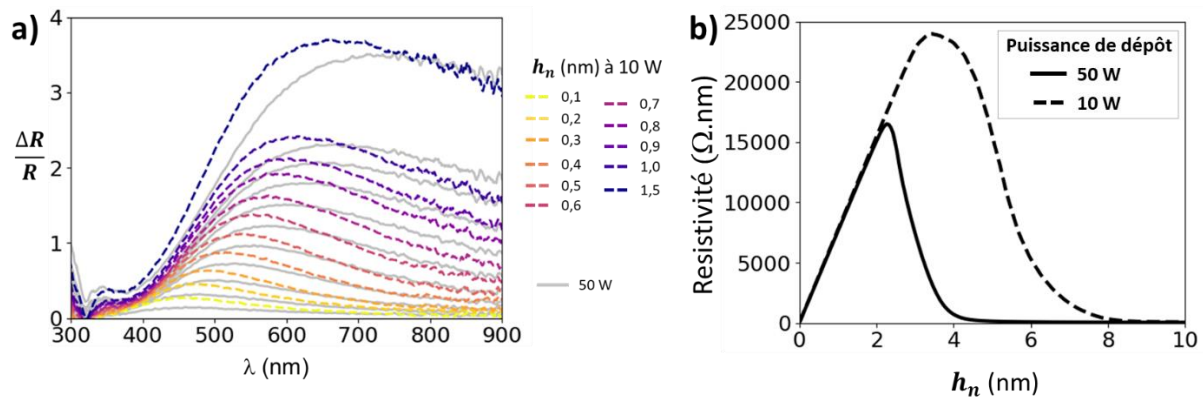 a)
4
3
2
1
0
ΔR
R
300 400 500 600 700 800 900
λ (nm)
hₙ (nm) à 10 W
0,1 0,7
0,2 0,8
0,3 0,9
0,4 1,0
0,5 1,5
0,6
50 W
b)
25000
20000
15000
10000
5000
0
Resistivité (Ω.nm)
0 2 4 6 8 10
hₙ (nm)
Puissance de dépôt
50 W
10 W